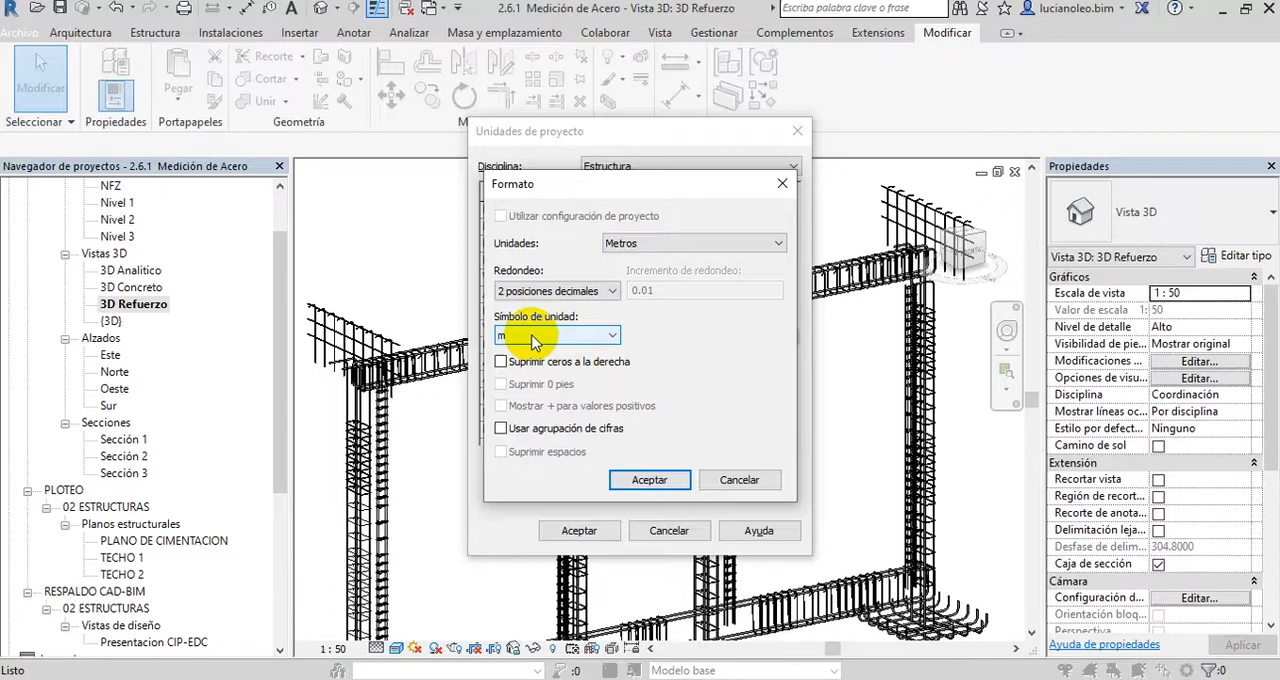 2.6.1 Medición de Acero - Vista 3D: 3D Refuerzo
Escriba palabra clave o frase
lucianoleo.bim
Archivo
Arquitectura
Estructura
Instalaciones
Insertar
Anotar
Analizar
Masa y emplazamiento
Colaborar
Vista
Gestionar
Complementos
Extensions
Modificar
Modificar
Pegar
Recorte
Cortar
Unir
Seleccionar
Propiedades
Portapapeles
Geometría
M
Navegador de proyectos - 2.6.1 Medición de Acero
NFZ
Nivel 1
Nivel 2
Nivel 3
Vistas 3D
3D Analitico
3D Concreto
3D Refuerzo
{3D}
Alzados
Este
Norte
Oeste
Sur
Secciones
Sección 1
Sección 2
Sección 3
PLOTEO
02 ESTRUCTURAS
Planos estructurales
PLANO DE CIMENTACION
TECHO 1
TECHO 2
RESPALDO CAD-BIM
02 ESTRUCTURAS
Vistas de diseño
Presentacion CIP-EDC
Unidades de proyecto
Disciplina:
Estructura
Formato
Utilizar configuración de proyecto
Unidades:
Metros
Redondeo:
Incremento de redondeo:
2 posiciones decimales
0.01
Símbolo de unidad:
m
Suprimir ceros a la derecha
Suprimir 0 pies
Mostrar + para valores positivos
Usar agrupación de cifras
Suprimir espacios
Aceptar
Cancelar
Aceptar
Cancelar
Ayuda
Propiedades
Vista 3D
Vista 3D: 3D Refuerzo
Editar tipo
Gráficos
Escala de vista
1 : 50
Valor de escala 1:
50
Nivel de detalle
Alto
Visibilidad de pie...
Mostrar original
Modificaciones ...
Editar...
Opciones de visu...
Editar...
Disciplina
Coordinación
Mostrar líneas oc...
Por disciplina
Estilo por defect...
Ninguno
Camino de sol
Extensión
Recortar vista
Región de recort...
Recorte de anota...
Delimitación leja...
Desfase de delim...
304.8000
Caja de sección
Cámara
Configuración d...
Editar...
Orientación bloq...
Perspectiva
Ayuda de propiedades
Aplicar
1 : 50
Listo
:0
Modelo base
:0